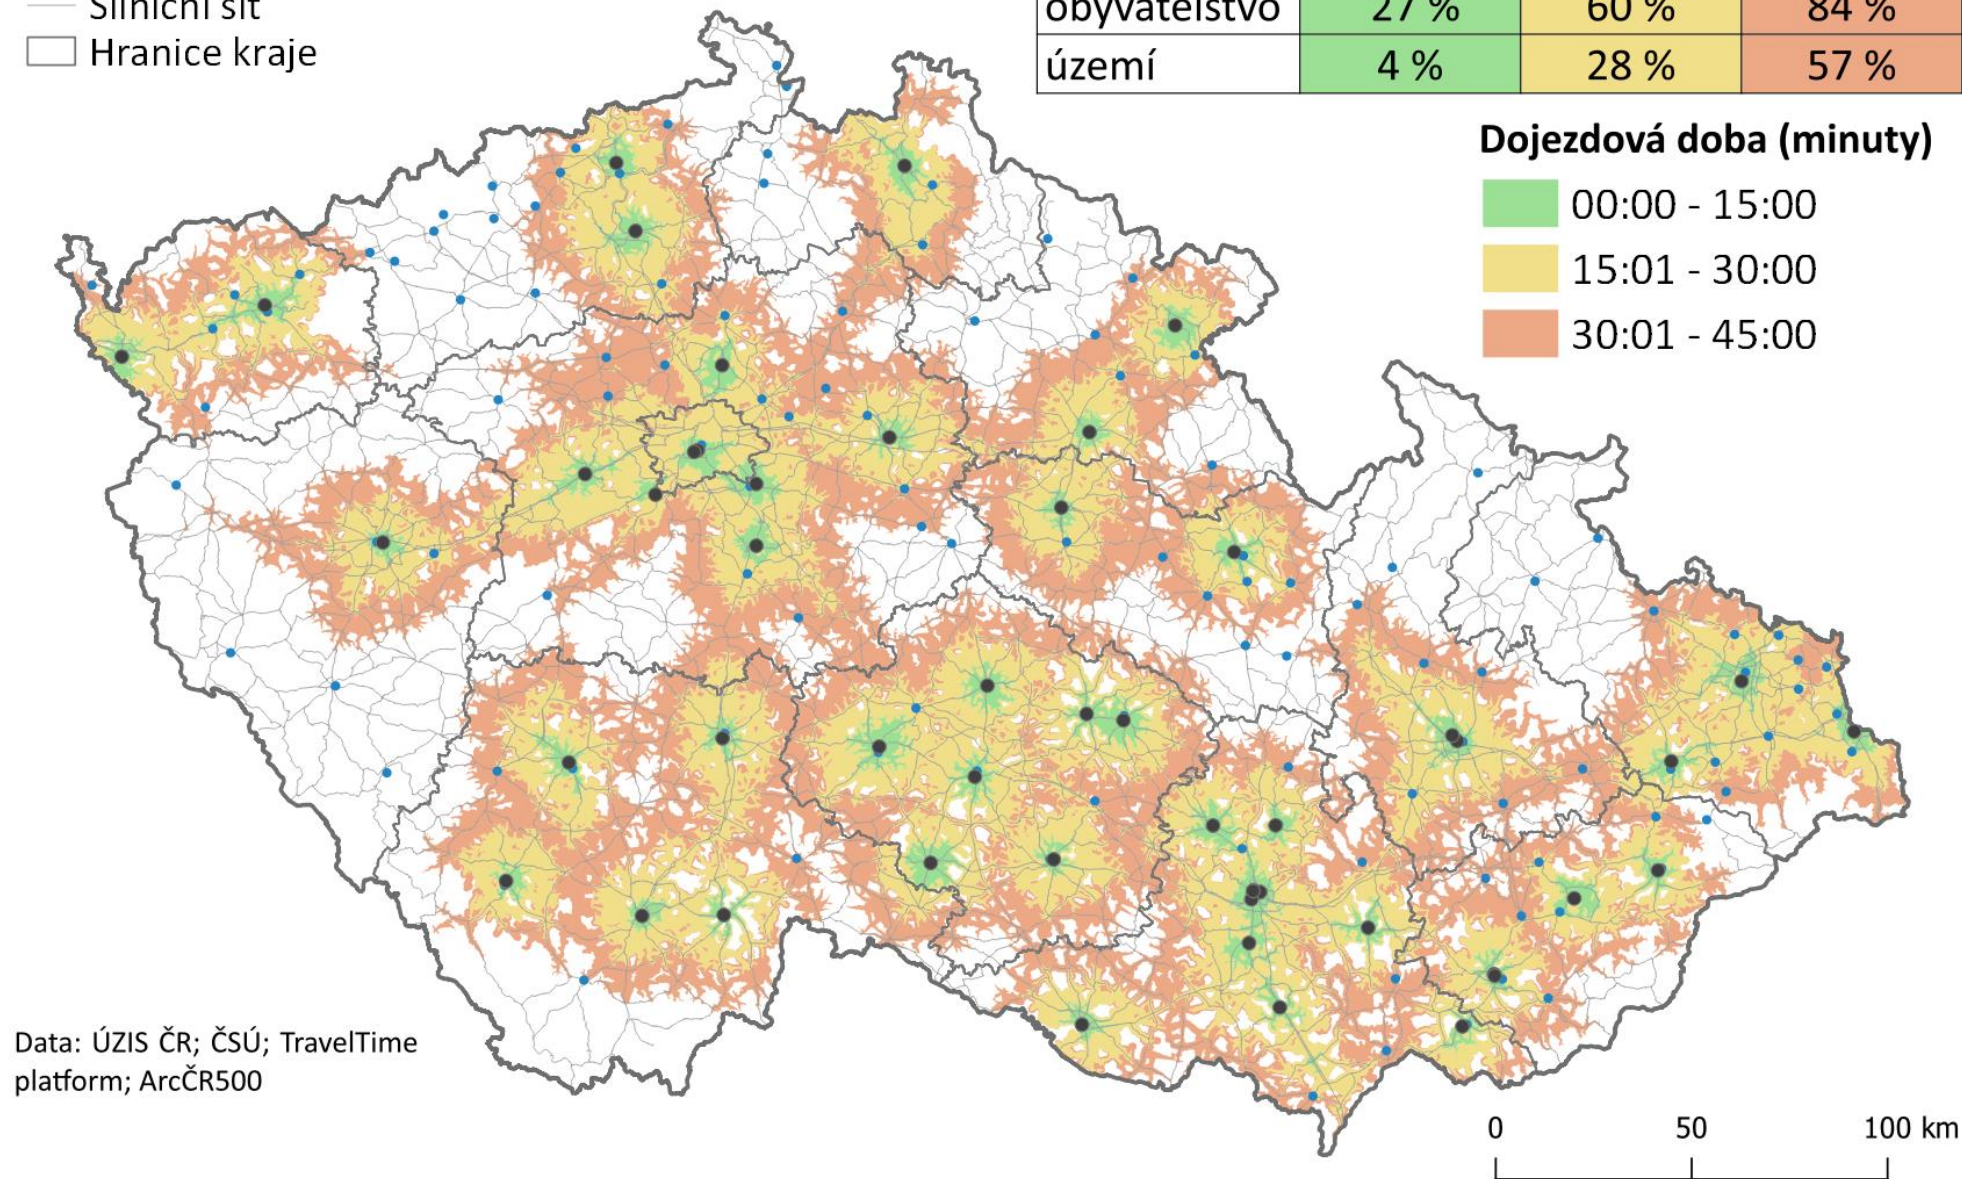 Silniční síť
Hranice kraje
obyvatelstvo 27 % 60 % 84 %
území 4 % 28 % 57 %
Dojezdová doba (minuty)
00:00 - 15:00
15:01 - 30:00
30:01 - 45:00
Data: ÚZIS ČR; ČSÚ; TravelTime
platform; ArcČR500
0 50 100 km